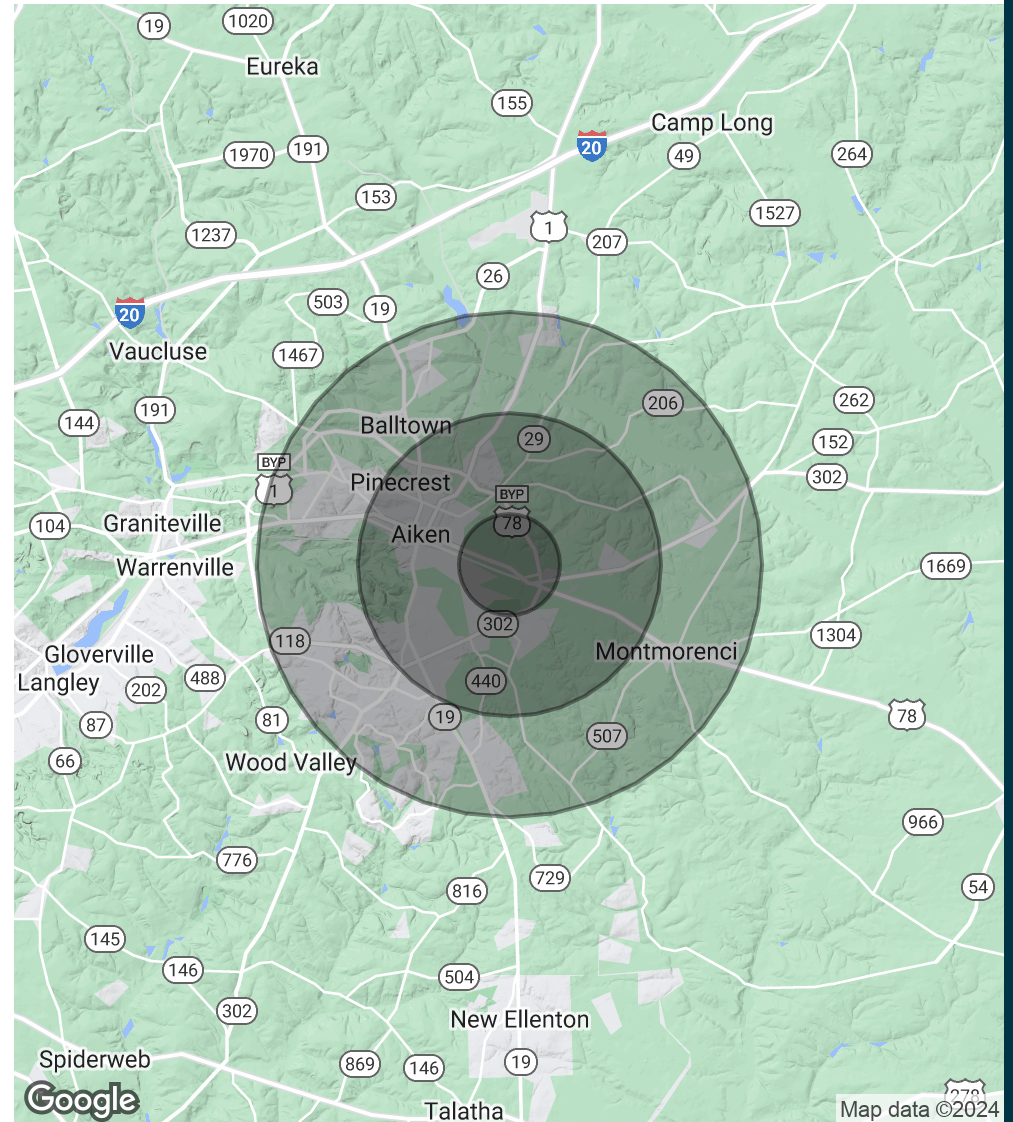 19
1020
Eureka
155
Camp Long
20
49
264
1970
191
153
1527
1
1237
207
26
503
19
20
Vaucluse
1467
206
262
191
144
Balltown
29
152
BYP
1
Pinecrest
302
BYP
78
104
Graniteville
Aiken
Warrenville
1669
302
118
1304
Gloverville
Montmorenci
Langley
488
440
202
81
19
78
87
507
66
Wood Valley
966
776
729
816
54
145
146
504
302
New Ellenton
Spiderweb
869
146
19
278
Google
Talatha
Map data ©2024